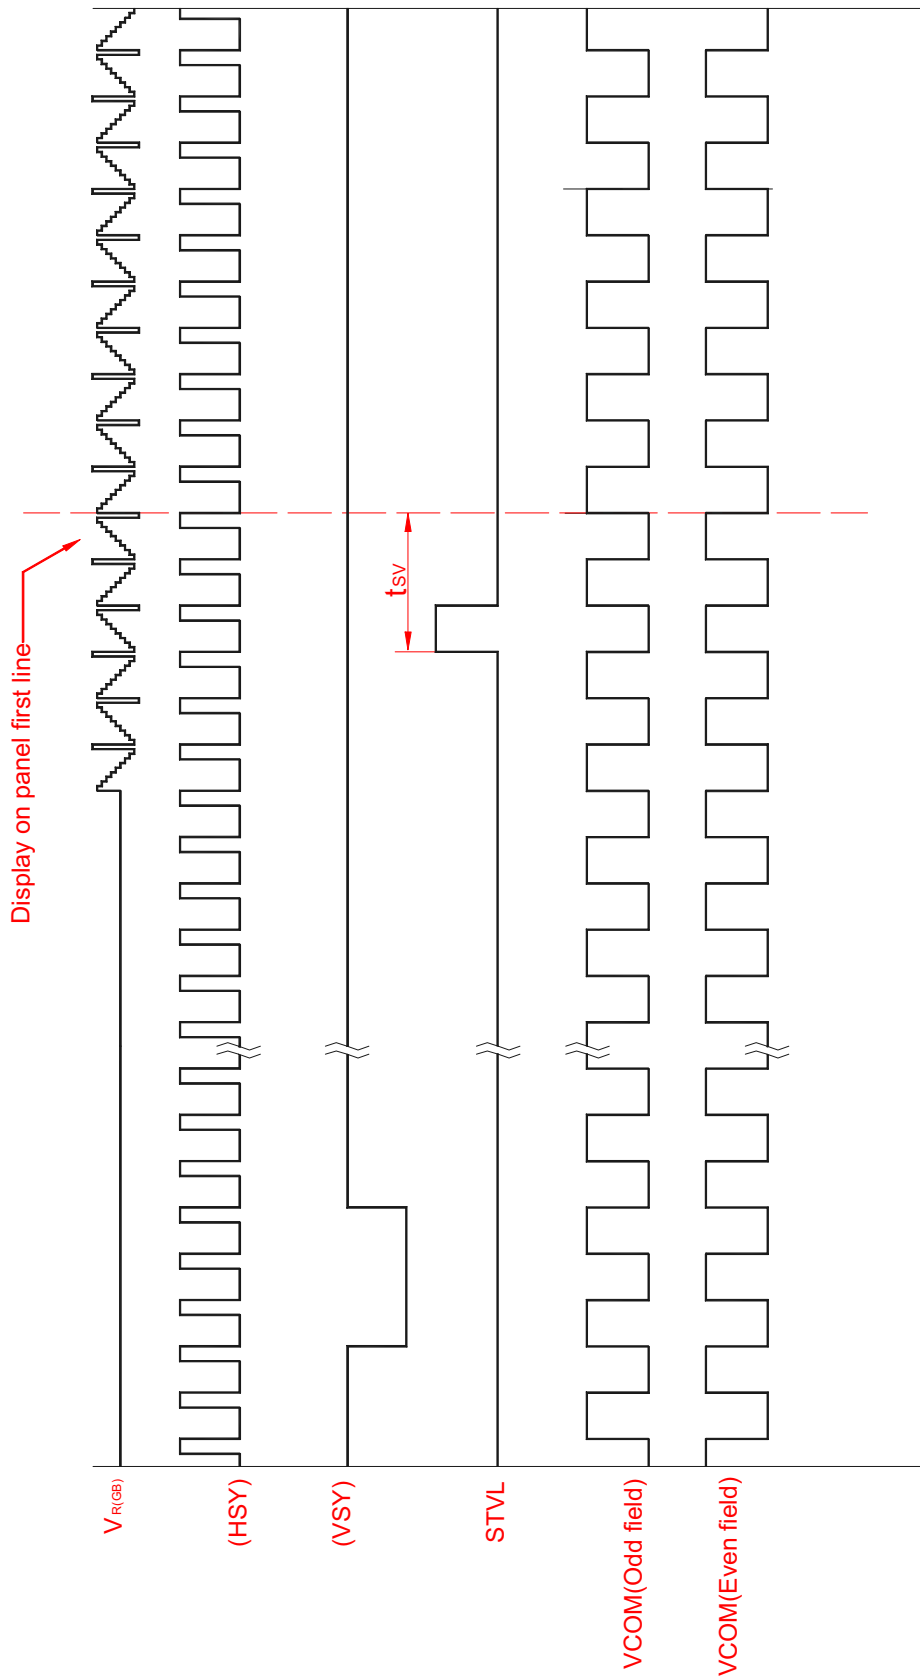 Display on panel first line
tSV
VR(GB)
(HSY)
(VSY)
STVL
VCOM(Odd field)
VCOM(Even field)